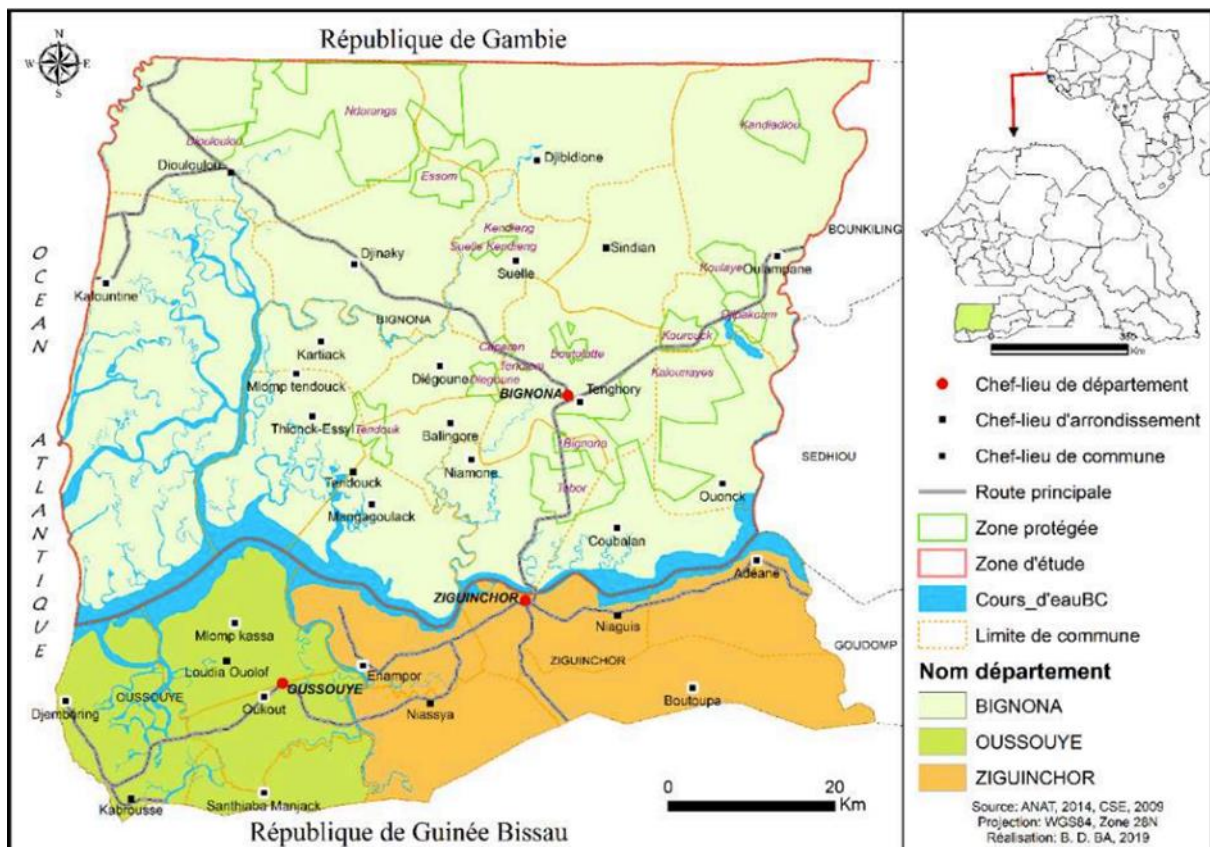 République de Gambie
N
W
E
S
Ndorangs
Kandiadiou
Diouloulou
Diouloulou
Djibidione
Essom
Kendieng
Suelle Kendieng
Suelle
Sindian
BOUNKILING
Koulaye
Oulampane
Djinaky
Kafountine
OCEAN ATLANTIQUE
BIGNONA
Kourouck
Kartiack
Caparan
Boutolatte
Mlomp tendouck
Diégoune
Diegoune
Kalounayes
BIGNONA
Tenghory
Thionck-Essyl
Tendouk
Balingore
Bignona
SEDHIOU
Niamone
Tendouck
Tobor
Ouonck
Mangagoulack
Coubalan
Adéane
ZIGUINCHOR
Niaguis
Mlomp kassa
GOUDOMP
Loudia Ouolof
Enampor
ZIGUINCHOR
OUSSOUYE
OUSSOUYE
Oukout
Djembering
Niassya
Boutoupa
Kabrousse
Santhiaba Manjack
0 20
Km
République de Guinée Bissau
0
Km
Chef-lieu de département
Chef-lieu d'arrondissement
Chef-lieu de commune
Route principale
Zone protégée
Zone d'étude
Cours_d'eauBC
Limite de commune
Nom département
BIGNONA
OUSSOUYE
ZIGUINCHOR
Source: ANAT, 2014, CSE, 2009
Projection: WGS84, Zone 28N
Réalisation: B. D. BA, 2019